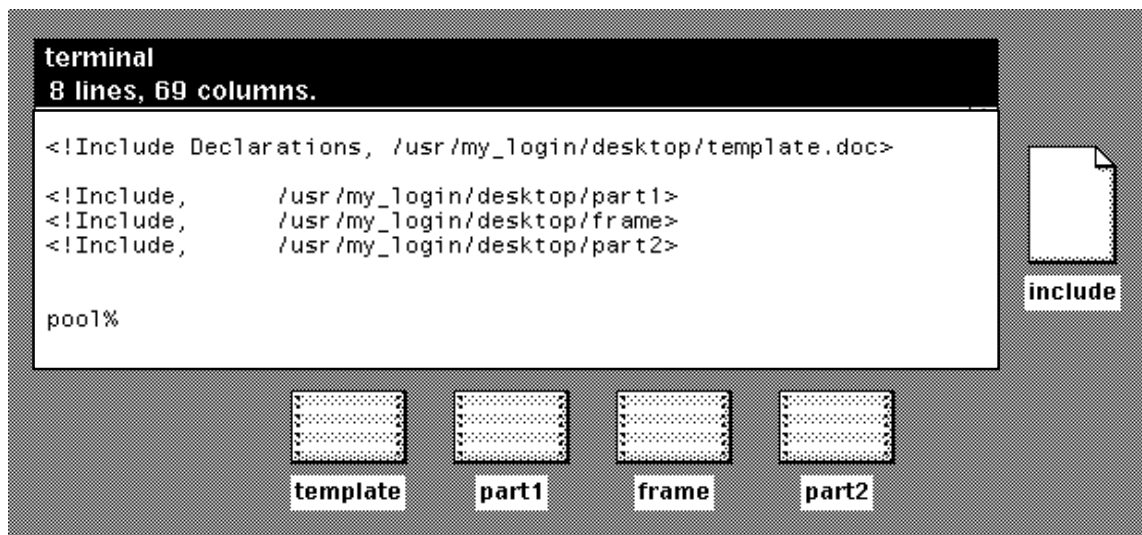 terminal
8 lines, 69 columns.
<!Include Declarations, /usr/my_login/desktop/template.doc>
<!Include, /usr/my_login/desktop/part1>
<!Include, /usr/my_login/desktop/frame>
<!Include, /usr/my_login/desktop/part2>
pool%
include
template
part1
frame
part2